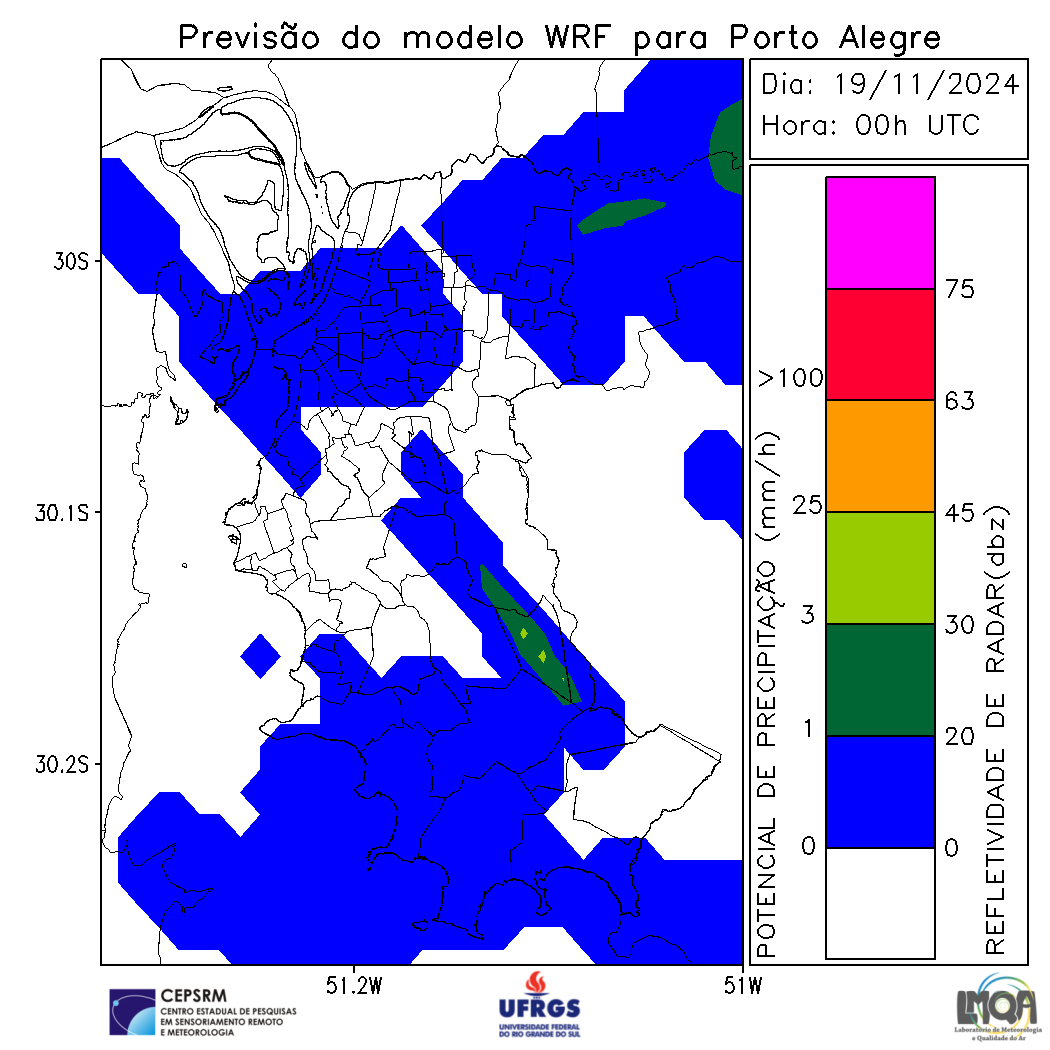 Previsão do modelo WRF para Porto Alegre
Dia: 19/11/2024
Hora: 00h UTC
30S
30.1S
30.2S
51.2W
51W
POTENCIAL DE PRECIPITAÇÃO (mm/h)
>100
25
3
1
0
75
63
45
30
20
0
REFLETIVIDADE DE RADAR(dbz)
CEPSRM
CENTRO ESTADUAL DE PESQUISAS
EM SENSORIAMENTO REMOTO
E METEOROLOGIA
UFRGS
UNIVERSIDADE FEDERAL
DO RIO GRANDE DO SUL
LMQA
Laboratório de Meteorologia
e Qualidade do Ar